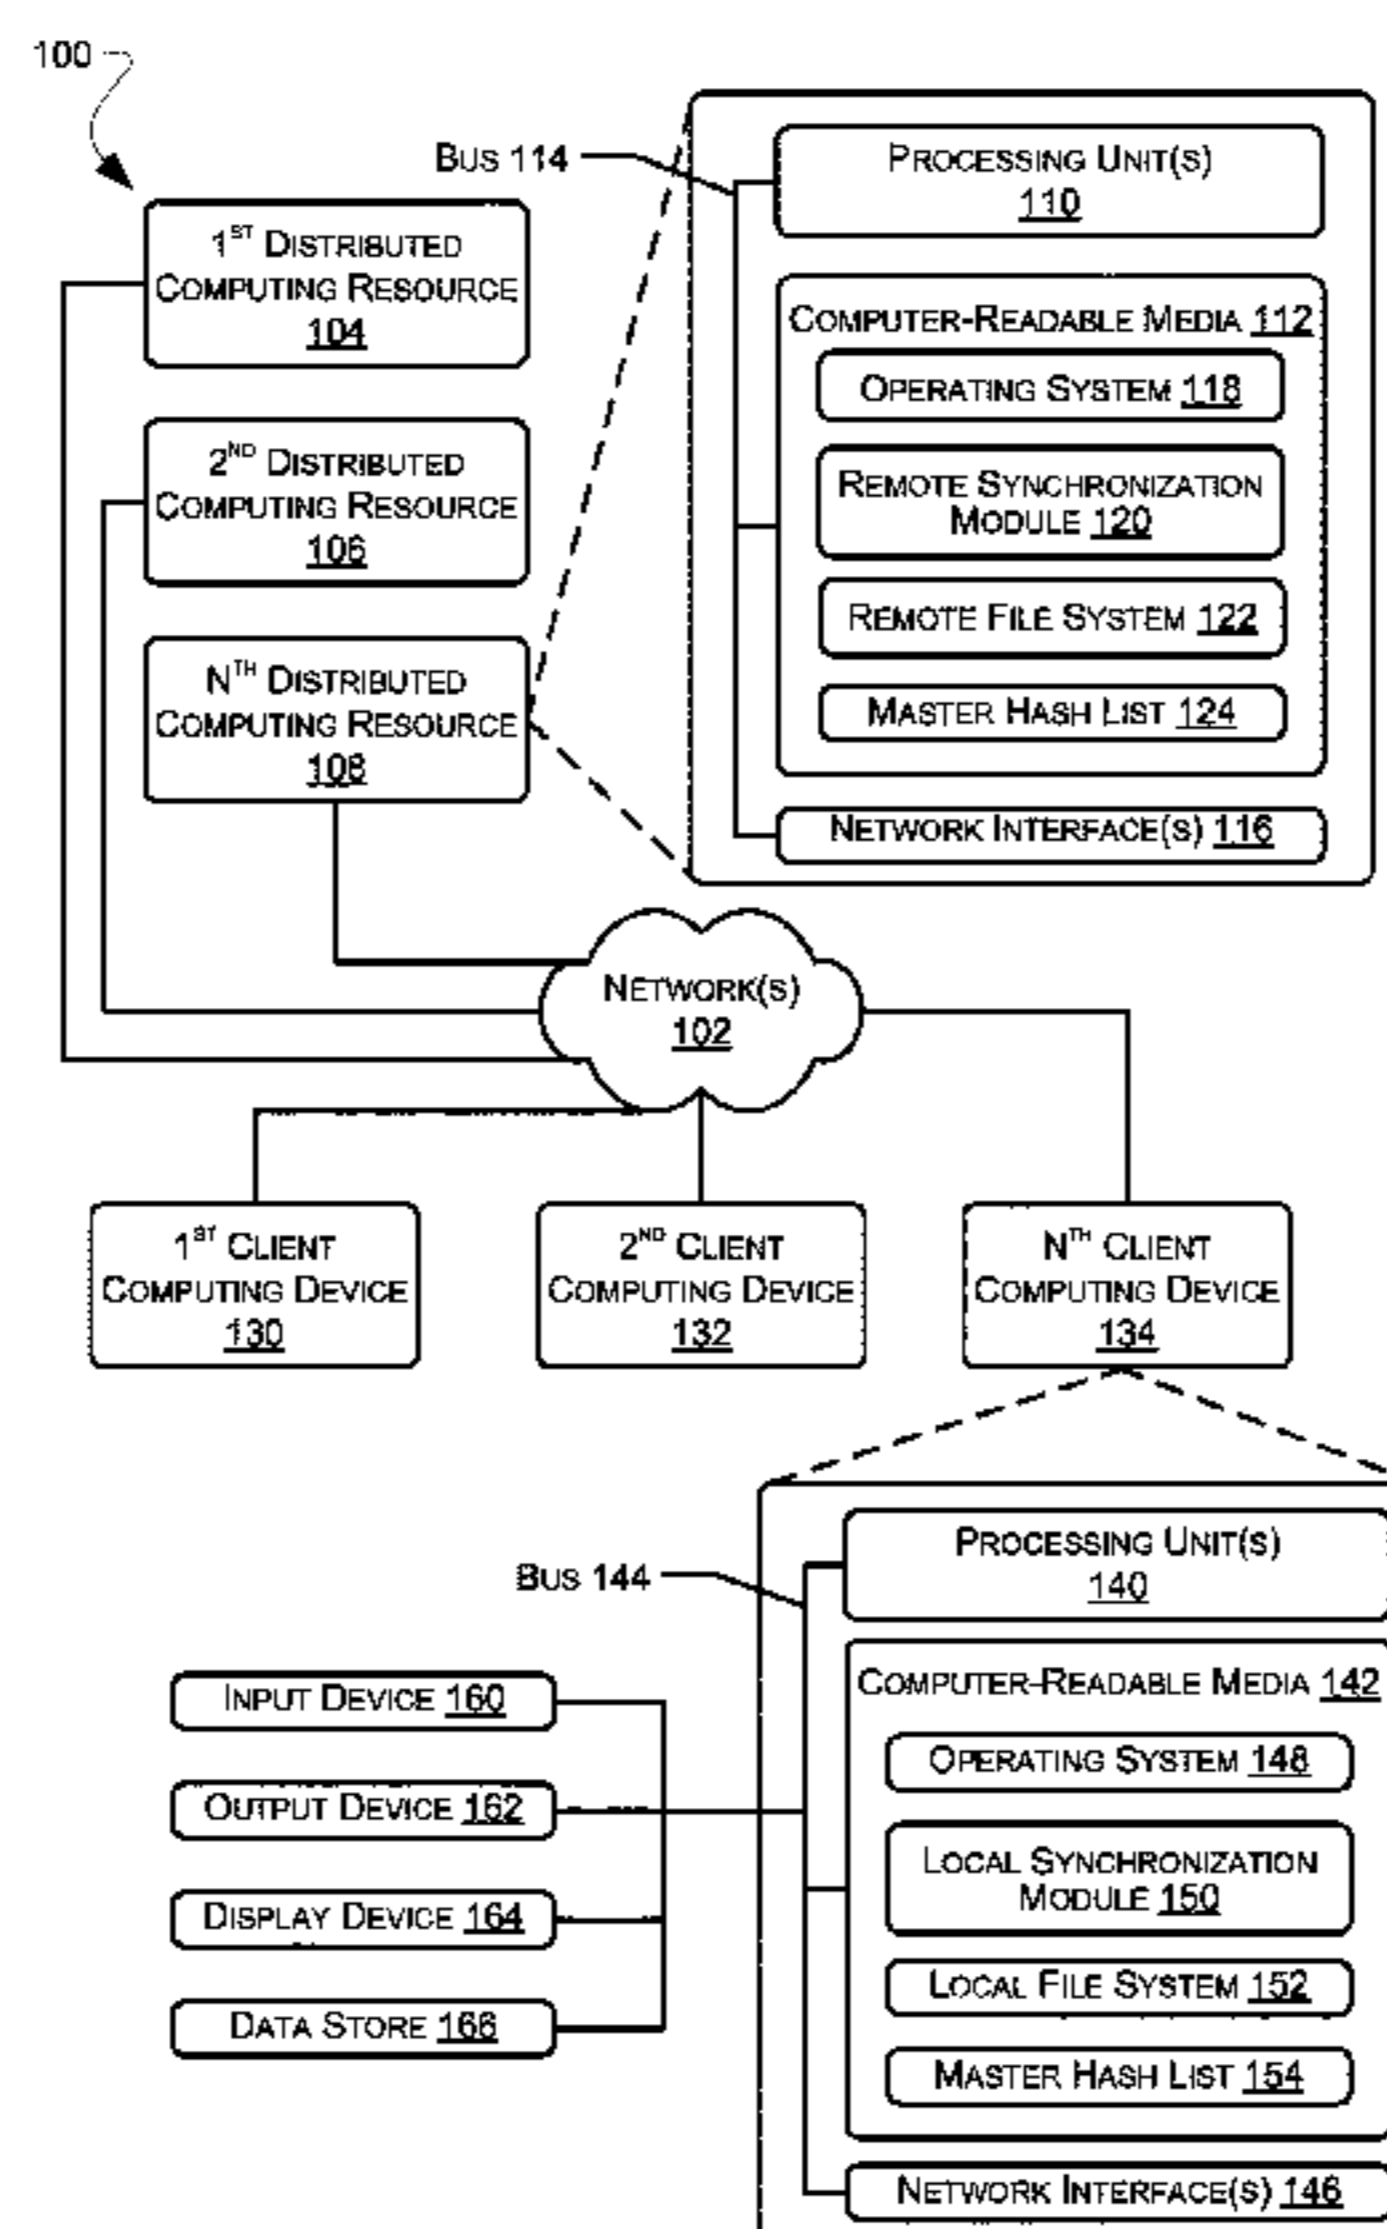 100
BUS 114
PROCESSING UNIT(S)
110
1ST DISTRIBUTED
COMPUTING RESOURCE
104
COMPUTER-READABLE MEDIA 112
OPERATING SYSTEM 118
2ND DISTRIBUTED
COMPUTING RESOURCE
106
REMOTE SYNCHRONIZATION
MODULE 120
REMOTE FILE SYSTEM 122
NTH DISTRIBUTED
COMPUTING RESOURCE
108
MASTER HASH LIST 124
NETWORK INTERFACE(S) 116
NETWORK(S)
102
1ST CLIENT
COMPUTING DEVICE
130
2ND CLIENT
COMPUTING DEVICE
132
NTH CLIENT
COMPUTING DEVICE
134
BUS 144
PROCESSING UNIT(S)
140
COMPUTER-READABLE MEDIA 142
INPUT DEVICE 160
OUTPUT DEVICE 162
DISPLAY DEVICE 164
DATA STORE 166
OPERATING SYSTEM 148
LOCAL SYNCHRONIZATION
MODULE 150
LOCAL FILE SYSTEM 152
MASTER HASH LIST 154
NETWORK INTERFACE(S) 146